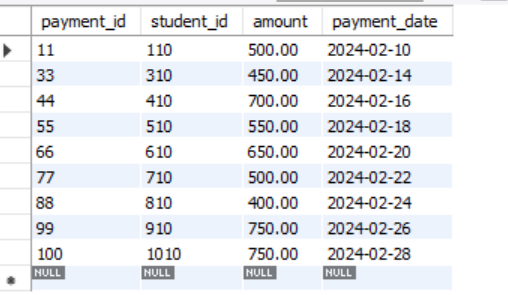 payment_id student_id amount payment_date
11 110 500.00 2024-02-10
33 310 450.00 2024-02-14
44 410 700.00 2024-02-16
55 510 550.00 2024-02-18
66 610 650.00 2024-02-20
77 710 500.00 2024-02-22
88 810 400.00 2024-02-24
99 910 750.00 2024-02-26
100 1010 750.00 2024-02-28
NULL NULL NULL NULL